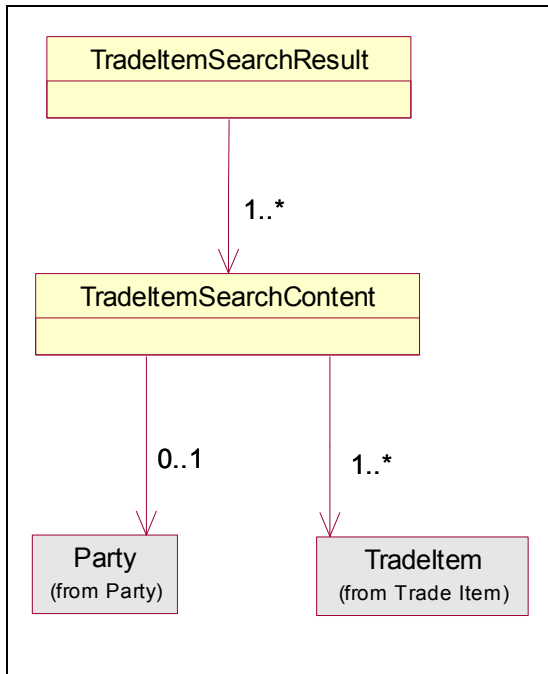 TradeItemSearchResult
1..*
TradeItemSearchContent
0..1
1..*
Party
(from Party)
TradeItem
(from Trade Item)